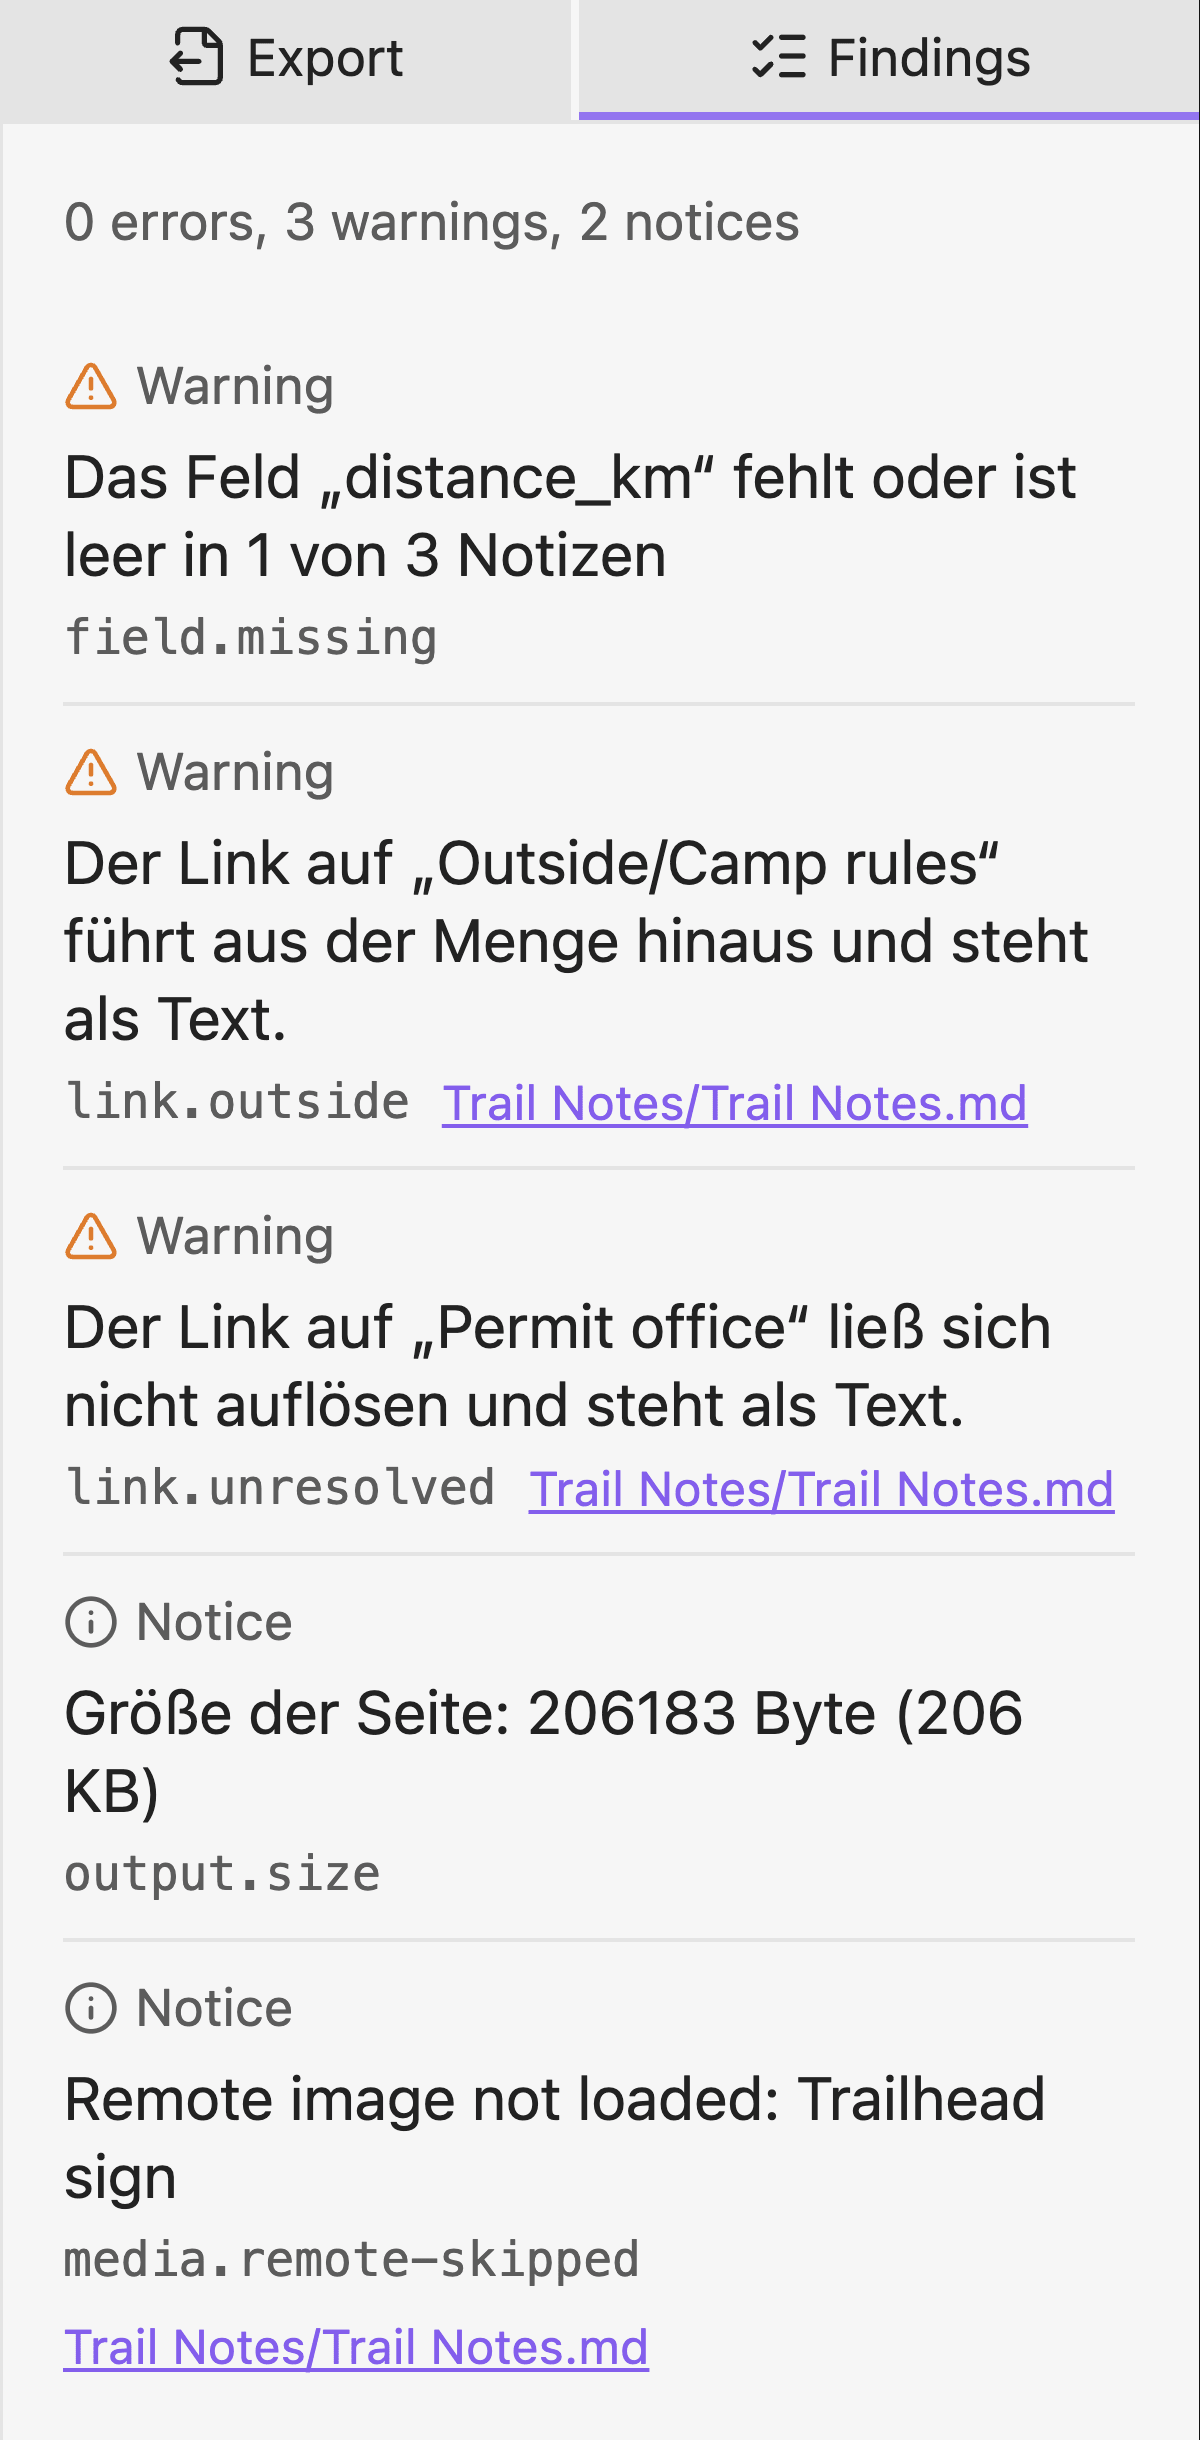 Export
Findings
0 errors, 3 warnings, 2 notices
Warning
Das Feld „distance_km“ fehlt oder ist
leer in 1 von 3 Notizen
field.missing
Warning
Der Link auf „Outside/Camp rules“
führt aus der Menge hinaus und steht
als Text.
link.outside Trail Notes/Trail Notes.md
Warning
Der Link auf „Permit office“ ließ sich
nicht auflösen und steht als Text.
link.unresolved Trail Notes/Trail Notes.md
Notice
Größe der Seite: 206183 Byte (206
KB)
output.size
Notice
Remote image not loaded: Trailhead
sign
media.remote-skipped
Trail Notes/Trail Notes.md